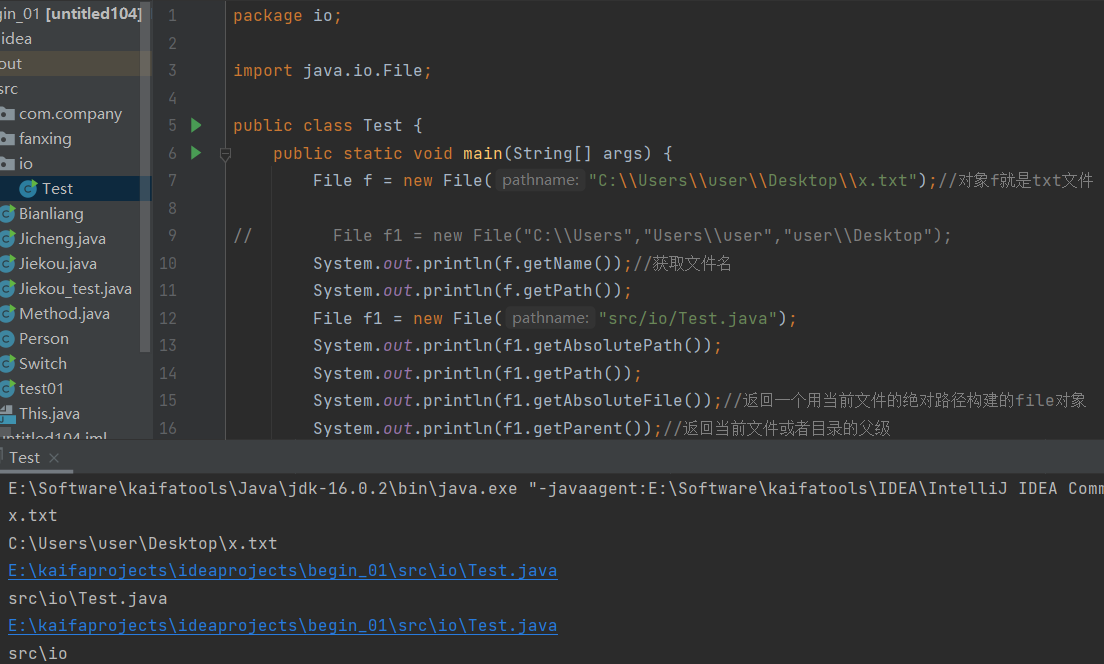 gin_01 [untitled104]
idea
out
src
com.company
fanxing
io
Test
Bianliang
Jicheng.java
Jiekou.java
Jiekou_test.java
Method.java
Person
Switch
test01
This.java
untitled104.iml
1 package io;
2
3 import java.io.File;
4
5 public class Test {
6 public static void main(String[] args) {
7 File f = new File( pathname: "C:\\Users\\user\\Desktop\\x.txt");//对象f就是txt文件
8
9 // File f1 = new File("C:\\Users","Users\\user","user\\Desktop");
10 System.out.println(f.getName());//获取文件名
11 System.out.println(f.getPath());
12 File f1 = new File( pathname: "src/io/Test.java");
13 System.out.println(f1.getAbsolutePath());
14 System.out.println(f1.getPath());
15 System.out.println(f1.getAbsoluteFile());//返回一个用当前文件的绝对路径构建的file对象
16 System.out.println(f1.getParent());//返回当前文件或者目录的父级
Test
E:\Software\kaifatools\Java\jdk-16.0.2\bin\java.exe "-javaagent:E:\Software\kaifatools\IDEA\IntelliJ IDEA Comm
x.txt
C:\Users\user\Desktop\x.txt
E:\kaifaprojects\ideaprojects\begin_01\src\io\Test.java
src\io\Test.java
E:\kaifaprojects\ideaprojects\begin_01\src\io\Test.java
src\io